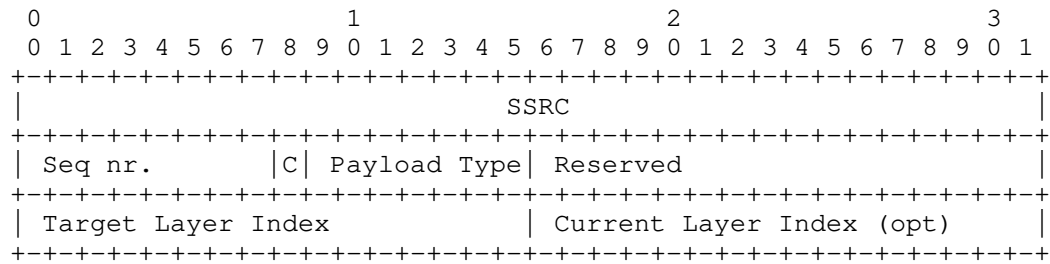 0                   1                   2                   3
 0 1 2 3 4 5 6 7 8 9 0 1 2 3 4 5 6 7 8 9 0 1 2 3 4 5 6 7 8 9 0 1
+-+-+-+-+-+-+-+-+-+-+-+-+-+-+-+-+-+-+-+-+-+-+-+-+-+-+-+-+-+-+-+-+
|                              SSRC                             |
+-+-+-+-+-+-+-+-+-+-+-+-+-+-+-+-+-+-+-+-+-+-+-+-+-+-+-+-+-+-+-+-+
| Seq nr.       |C| Payload Type| Reserved                      |
+-+-+-+-+-+-+-+-+-+-+-+-+-+-+-+-+-+-+-+-+-+-+-+-+-+-+-+-+-+-+-+-+
| Target Layer Index            | Current Layer Index (opt)     |
+-+-+-+-+-+-+-+-+-+-+-+-+-+-+-+-+-+-+-+-+-+-+-+-+-+-+-+-+-+-+-+-+